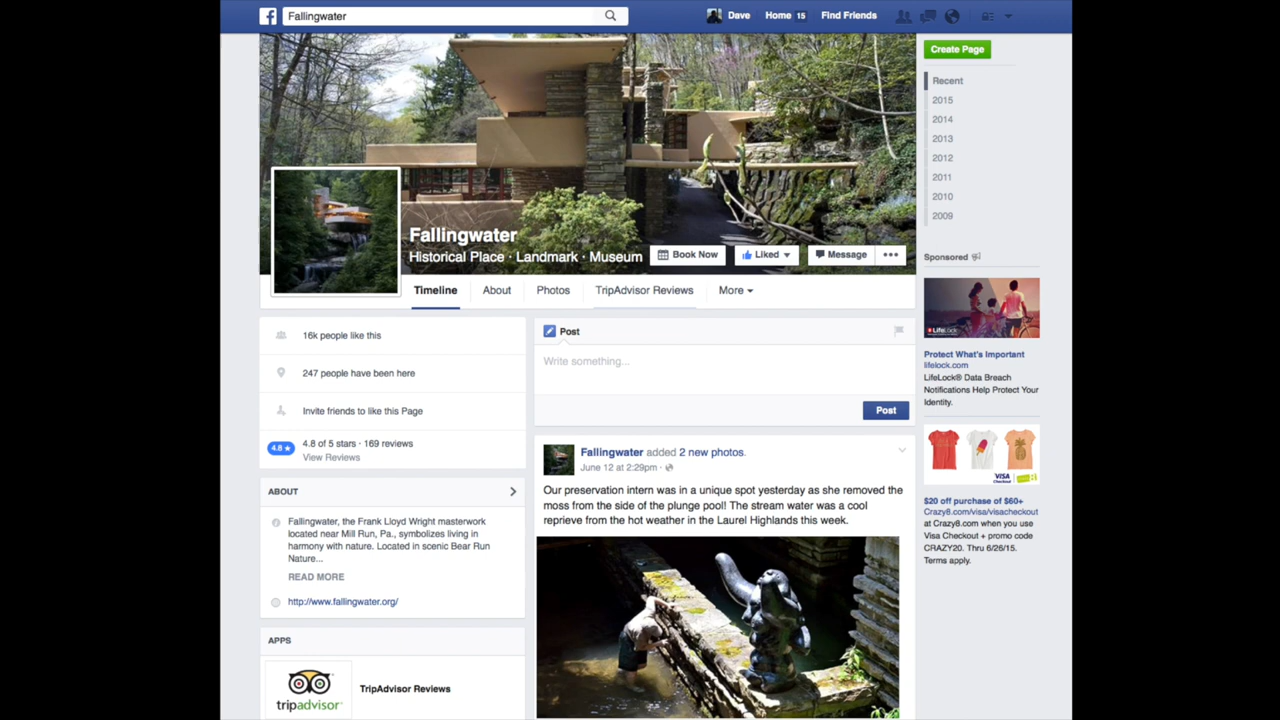 Fallingwater
Dave
Home 15
Find Friends
Create Page
Recent
2015
2014
2013
2012
2011
2010
2009
Fallingwater
Historical Place · Landmark · Museum
Book Now
Liked
Message
Timeline
About
Photos
TripAdvisor Reviews
More
16k people like this
247 people have been here
Invite friends to like this Page
4.8 ★
4.8 of 5 stars · 169 reviews
View Reviews
ABOUT
Fallingwater, the Frank Lloyd Wright masterwork
located near Mill Run, Pa., symbolizes living in
harmony with nature. Located in scenic Bear Run
Nature...
READ MORE
http://www.fallingwater.org/
APPS
tripadvisor
TripAdvisor Reviews
Post
Write something...
Post
Fallingwater added 2 new photos.
June 12 at 2:29pm ·
Our preservation intern was in a unique spot yesterday as she removed the
moss from the side of the plunge pool! The stream water was a cool
reprieve from the hot weather in the Laurel Highlands this week.
Sponsored
LifeLock
Protect What's Important
lifelock.com
LifeLock® Data Breach
Notifications Help Protect Your
Identity.
VISA
Checkout
$20 off purchase of $60+
Crazy8.com/visa/visacheckout
at Crazy8.com when you use
Visa Checkout + promo code
CRAZY20. Thru 6/26/15.
Terms apply.